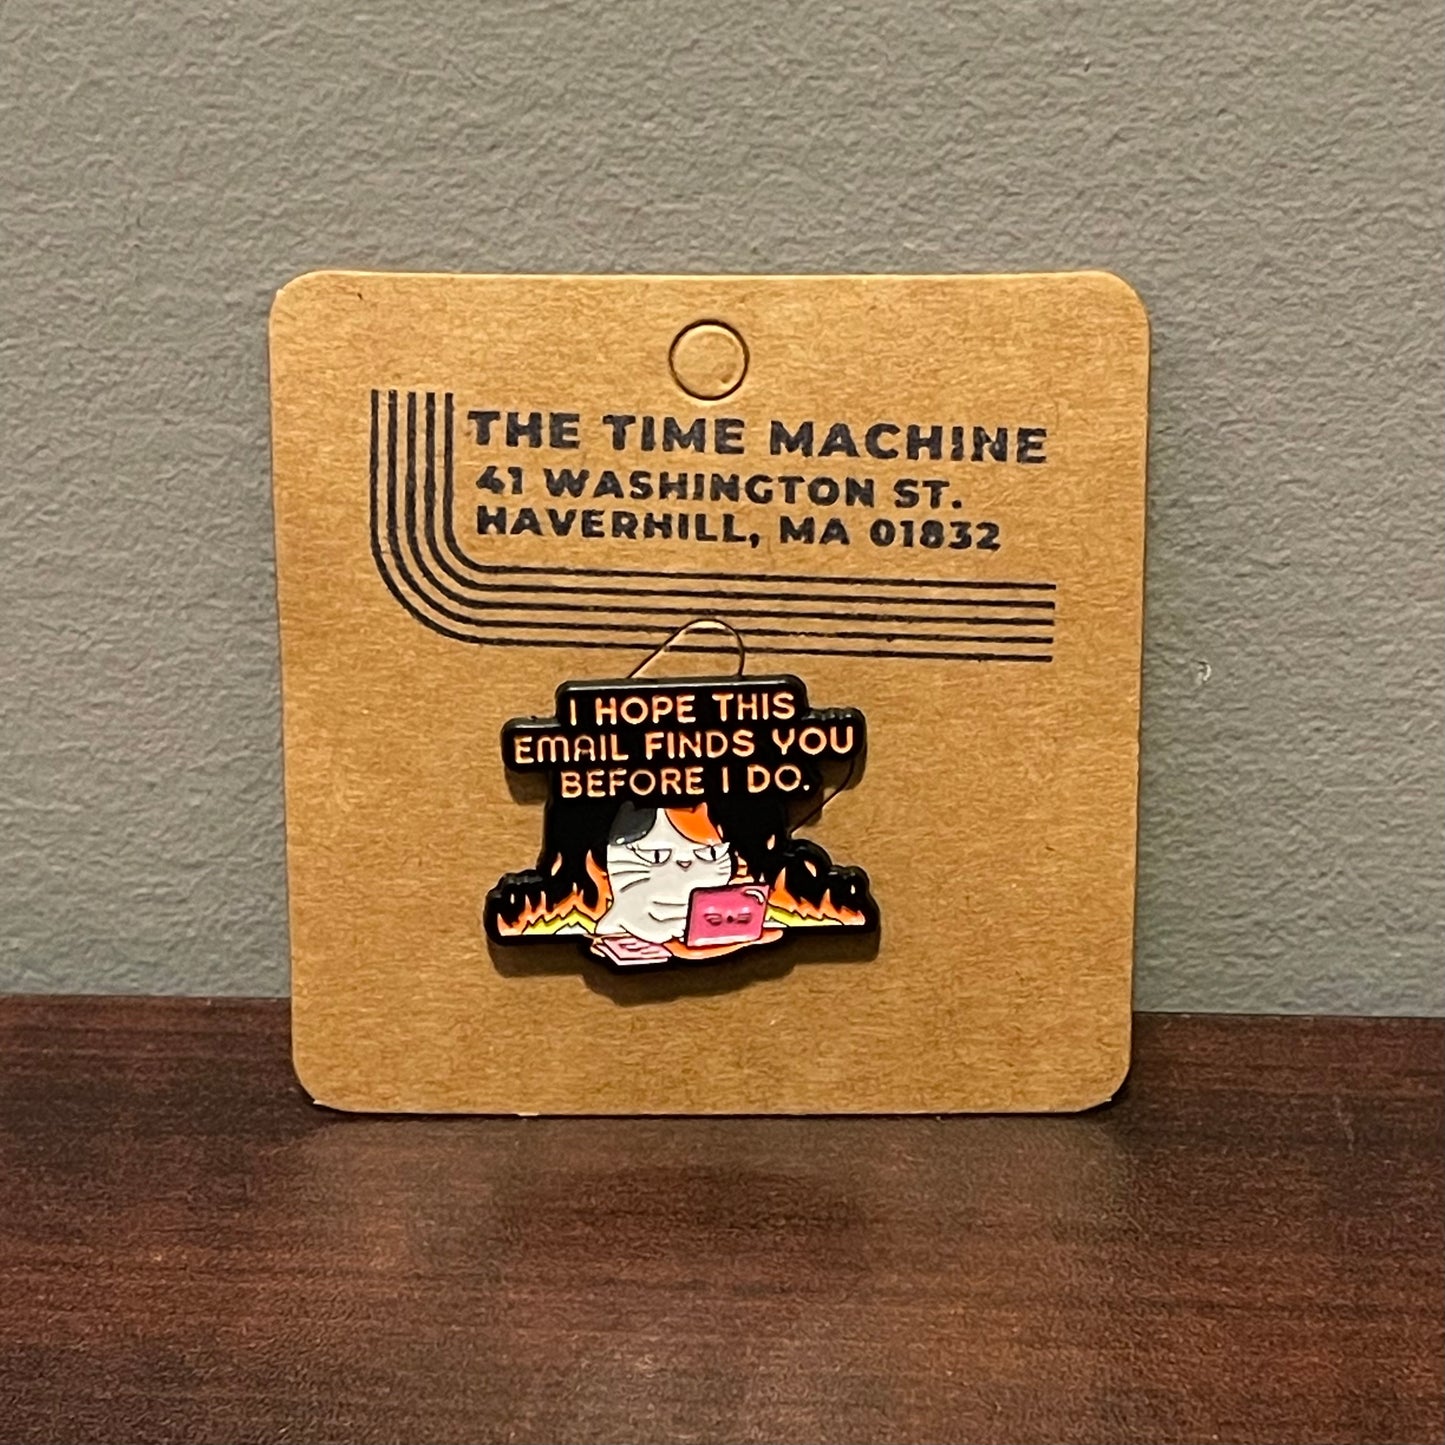 THE TIME MACHINE
41 WASHINGTON ST.
HAVERHILL, MA 01832
I HOPE THIS
EMAIL FINDS YOU
BEFORE I DO.